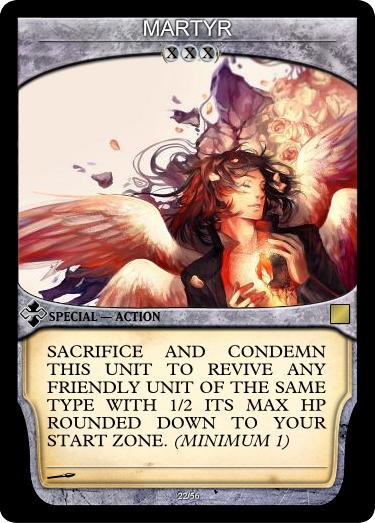 MARTYR
X X X
SPECIAL — ACTION
SACRIFICE AND CONDEMN
THIS UNIT TO REVIVE ANY
FRIENDLY UNIT OF THE SAME
TYPE WITH 1/2 ITS MAX HP
ROUNDED DOWN TO YOUR
START ZONE. (MINIMUM 1)
22/56